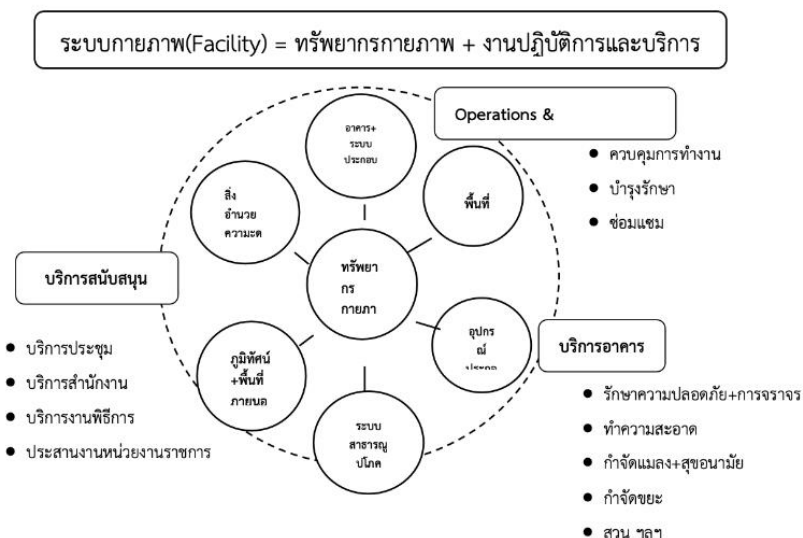 ระบบกายภาพ(Facility) = ทรัพยากรกายภาพ + งานปฏิบัติการและบริการ
Operations &
● ควบคุมการทำงาน
● บำรุงรักษา
● ซ่อมแซม
อาคาร+
ระบบ
ประกอบ
พื้นที่
สิ่ง
อำนวย
ความะด
ทรัพยา
กร
กายภา
บริการสนับสนุน
● บริการประชุม
● บริการสำนักงาน
● บริการงานพิธีการ
● ประสานงานหน่วยงานราชการ
อุปกร
ณ์
ภูมิทัศน์
+พื้นที่
ภายนอ
ระบบ
สาธารณู
ปโภค
บริการอาคาร
● รักษาความปลอดภัย+การจราจร
● ทำความสะอาด
● กำจัดแมลง+สุขอนามัย
● กำจัดขยะ
● สวน ฯลฯ